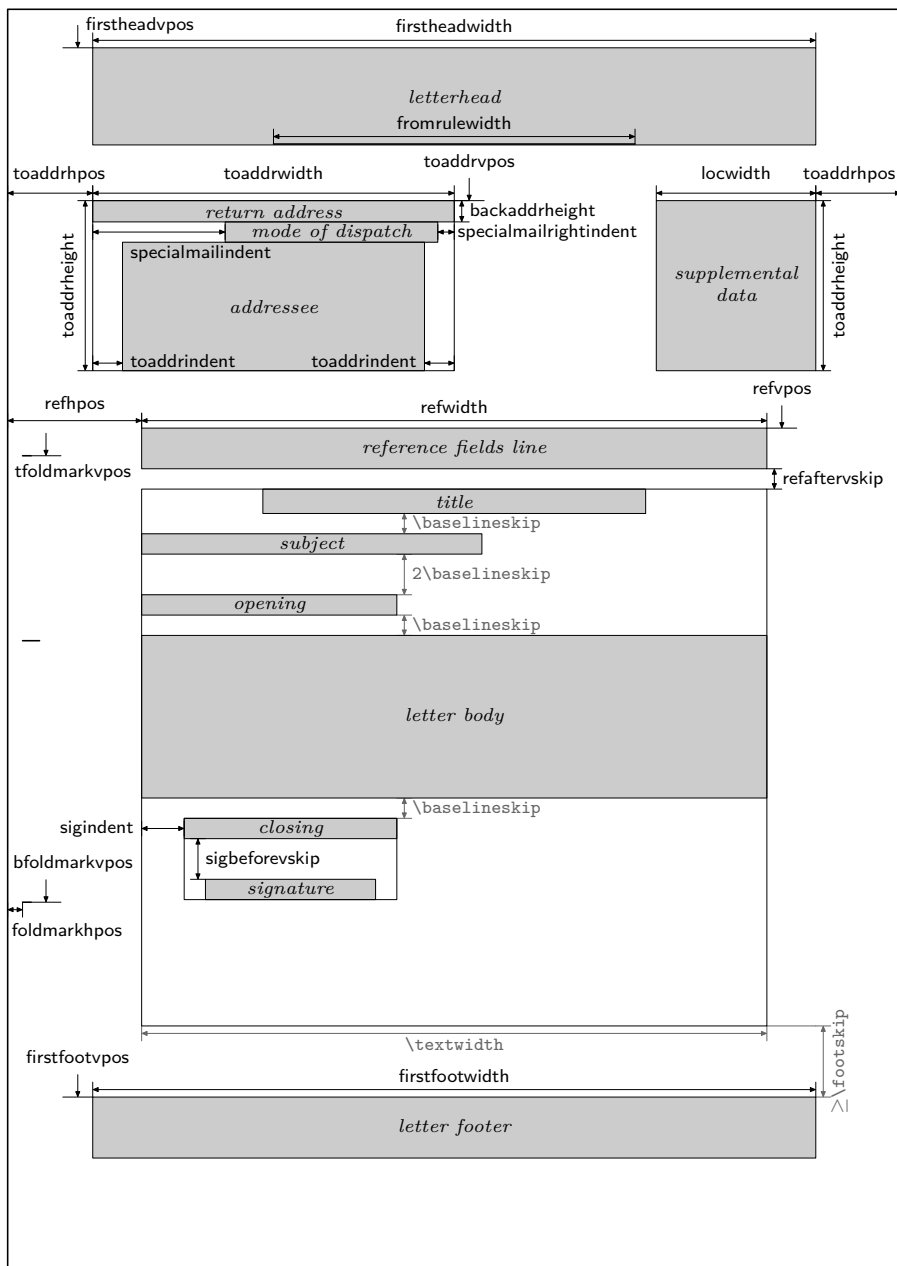 firstheadvpos
firstheadwidth
letterhead
fromrulewidth
toaddrvpos
toaddrhpos
toaddrwidth
locwidth
toaddrhpos
return address
backaddrheight
mode of dispatch
specialmailrightindent
specialmailindent
toaddrheight
addressee
supplemental
data
toaddrheight
toaddrindent
toaddrindent
refvpos
refhpos
refwidth
reference fields line
tfoldmarkvpos
refaftervskip
title
\baselineskip
subject
2\baselineskip
opening
\baselineskip
letter body
\baselineskip
sigindent
closing
sigbeforevskip
bfoldmarkvpos
signature
foldmarkhpos
\textwidth
≥\footskip
firstfootvpos
firstfootwidth
letter footer